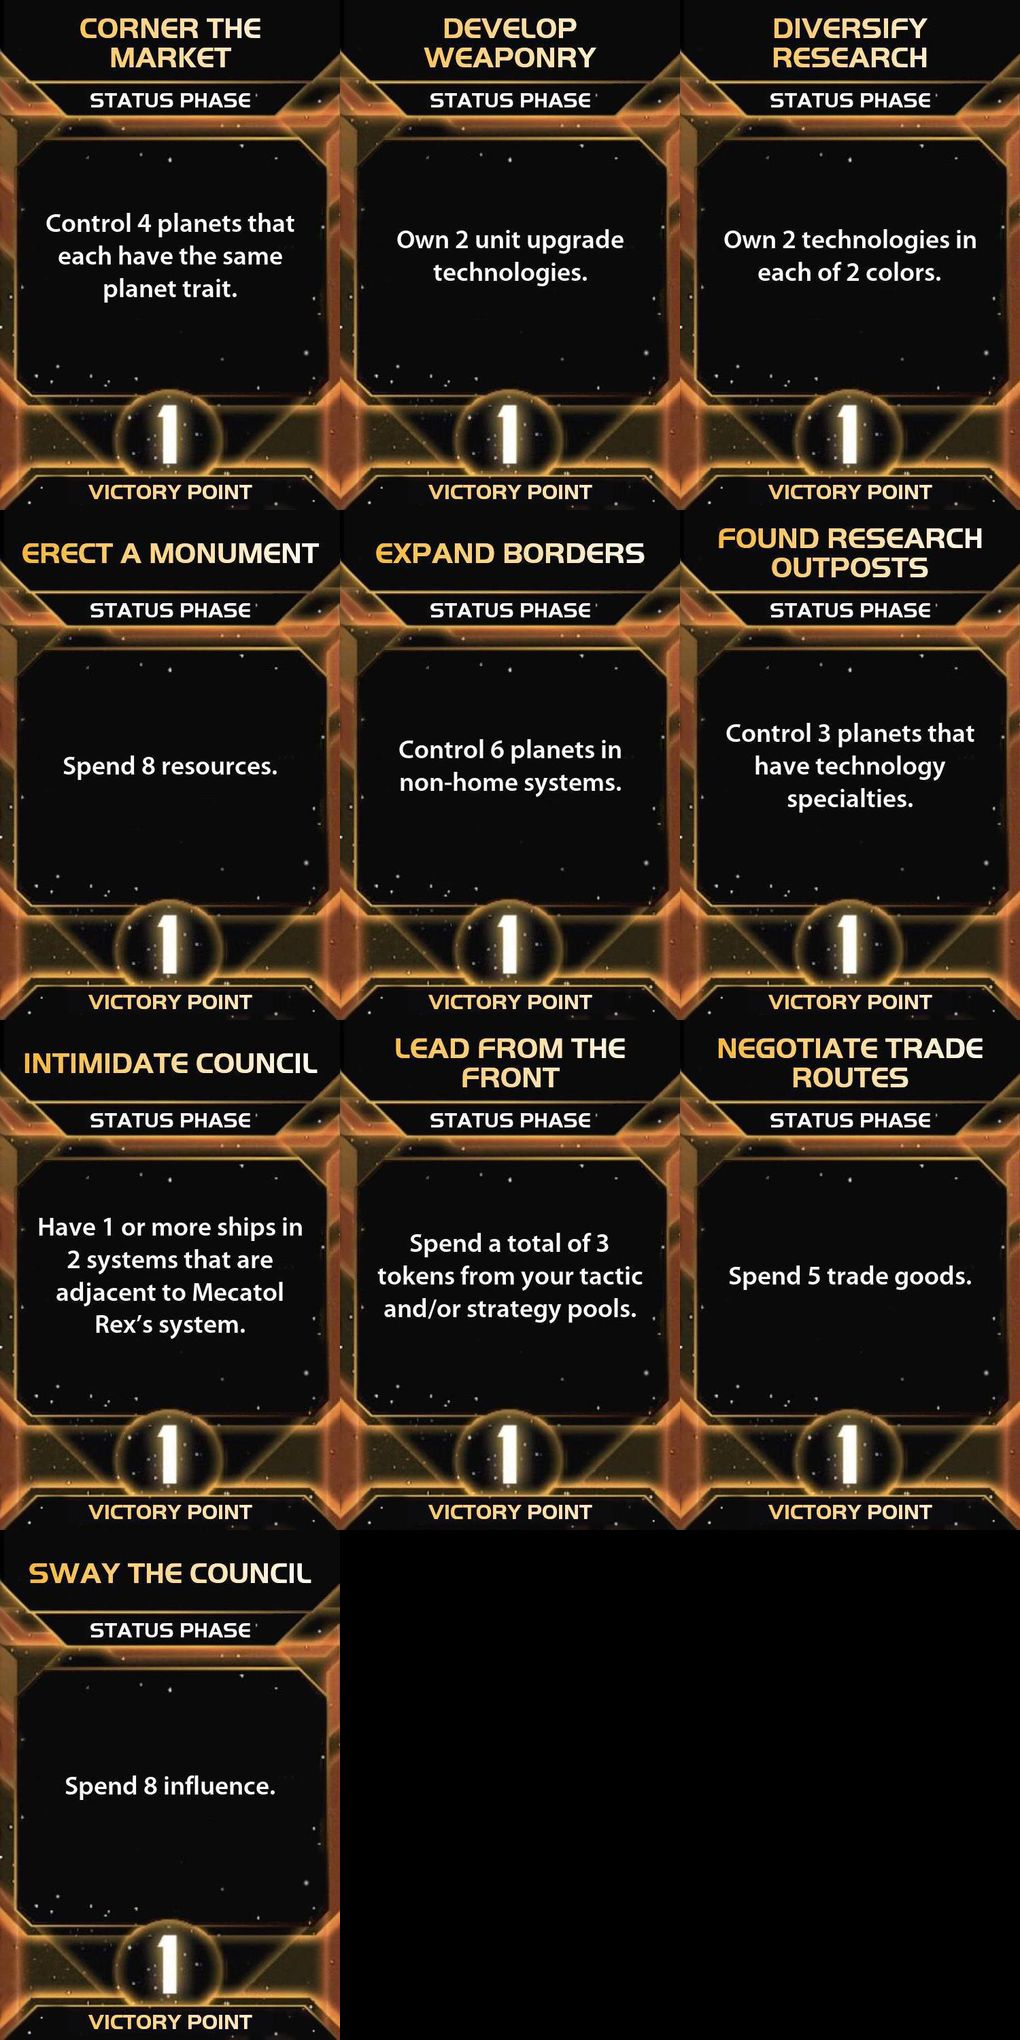 CORNER THE
MARKET
STATUS PHASE
Control 4 planets that
each have the same
planet trait.
1
VICTORY POINT
DEVELOP
WEAPONRY
STATUS PHASE
Own 2 unit upgrade
technologies.
1
VICTORY POINT
DIVERSIFY
RESEARCH
STATUS PHASE
Own 2 technologies in
each of 2 colors.
1
VICTORY POINT
ERECT A MONUMENT
STATUS PHASE
Spend 8 resources.
1
VICTORY POINT
EXPAND BORDERS
STATUS PHASE
Control 6 planets in
non-home systems.
1
VICTORY POINT
FOUND RESEARCH
OUTPOSTS
STATUS PHASE
Control 3 planets that
have technology
specialties.
1
VICTORY POINT
INTIMIDATE COUNCIL
STATUS PHASE
Have 1 or more ships in
2 systems that are
adjacent to Mecatol
Rex’s system.
1
VICTORY POINT
LEAD FROM THE
FRONT
STATUS PHASE
Spend a total of 3
tokens from your tactic
and/or strategy pools.
1
VICTORY POINT
NEGOTIATE TRADE
ROUTES
STATUS PHASE
Spend 5 trade goods.
1
VICTORY POINT
SWAY THE COUNCIL
STATUS PHASE
Spend 8 influence.
1
VICTORY POINT